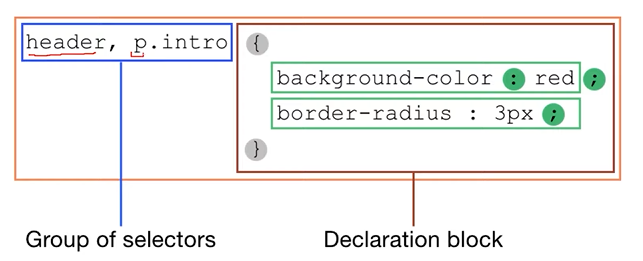 header, p.intro {
background-color : red ;
border-radius : 3px ;
}
Group of selectors
Declaration block